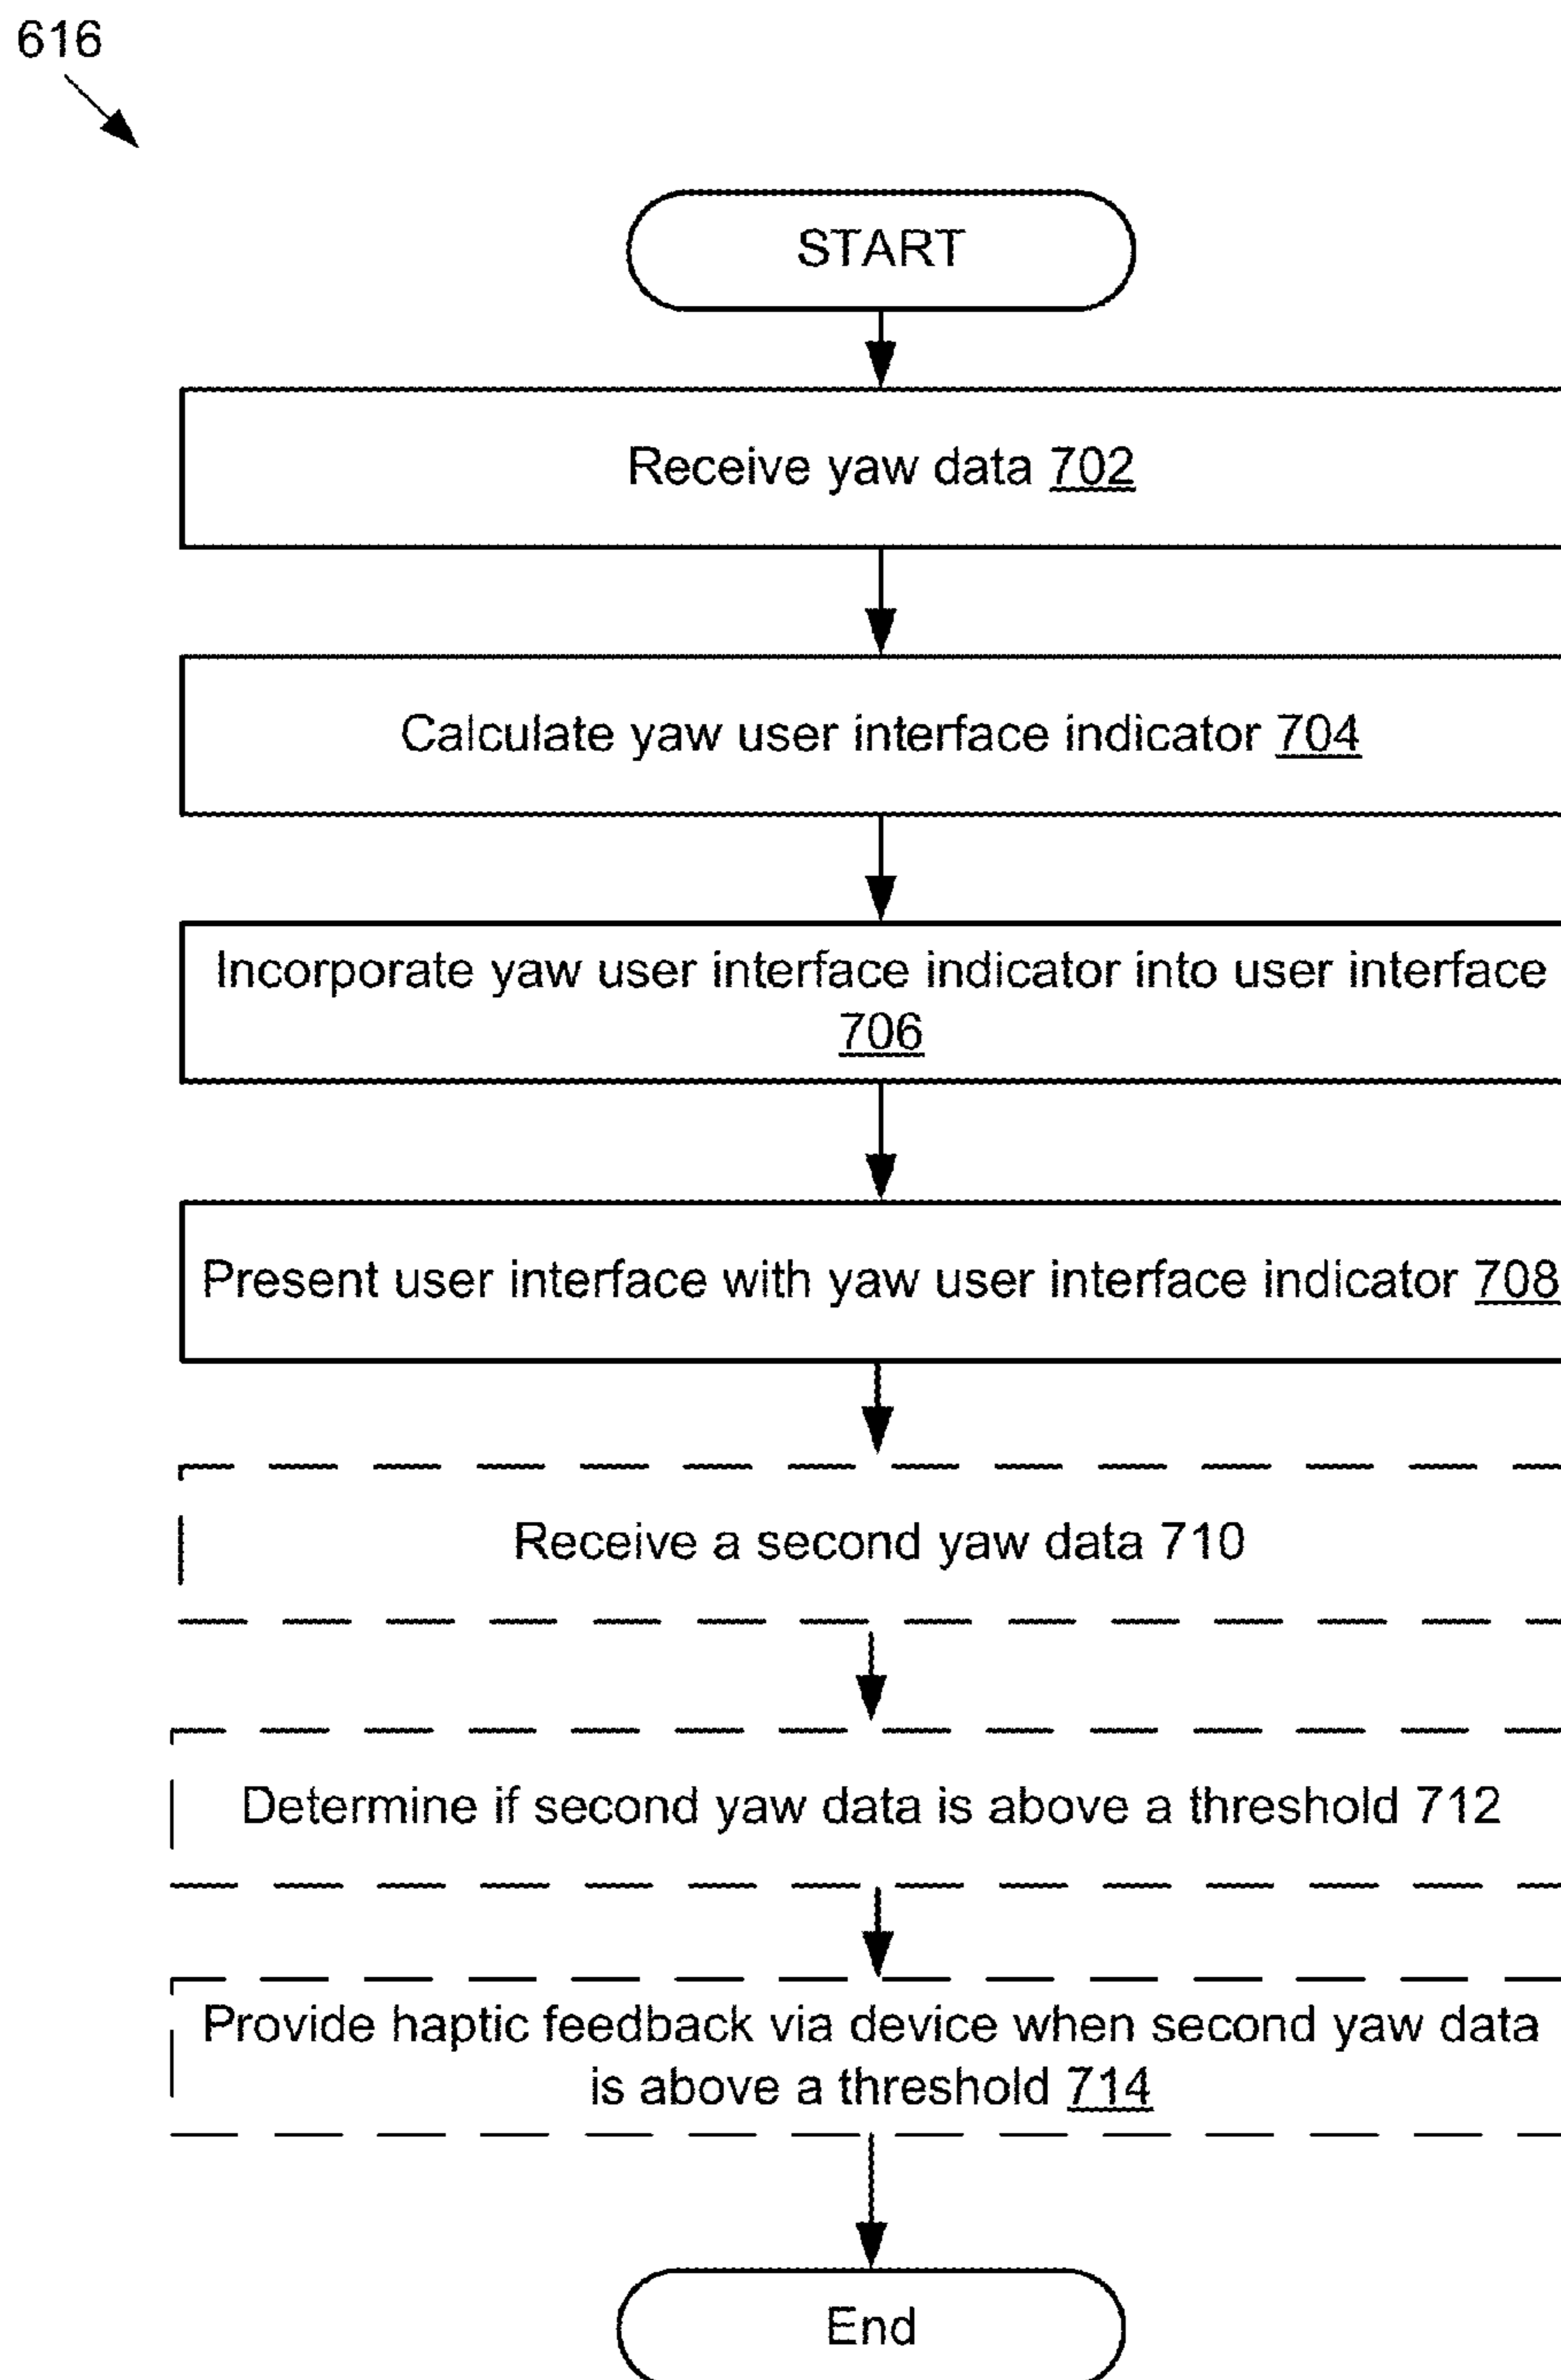 616
START
Receive yaw data 702
Calculate yaw user interface indicator 704
Incorporate yaw user interface indicator into user interface
706
Present user interface with yaw user interface indicator 708
Receive a second yaw data 710
Determine if second yaw data is above a threshold 712
Provide haptic feedback via device when second yaw data
is above a threshold 714
End